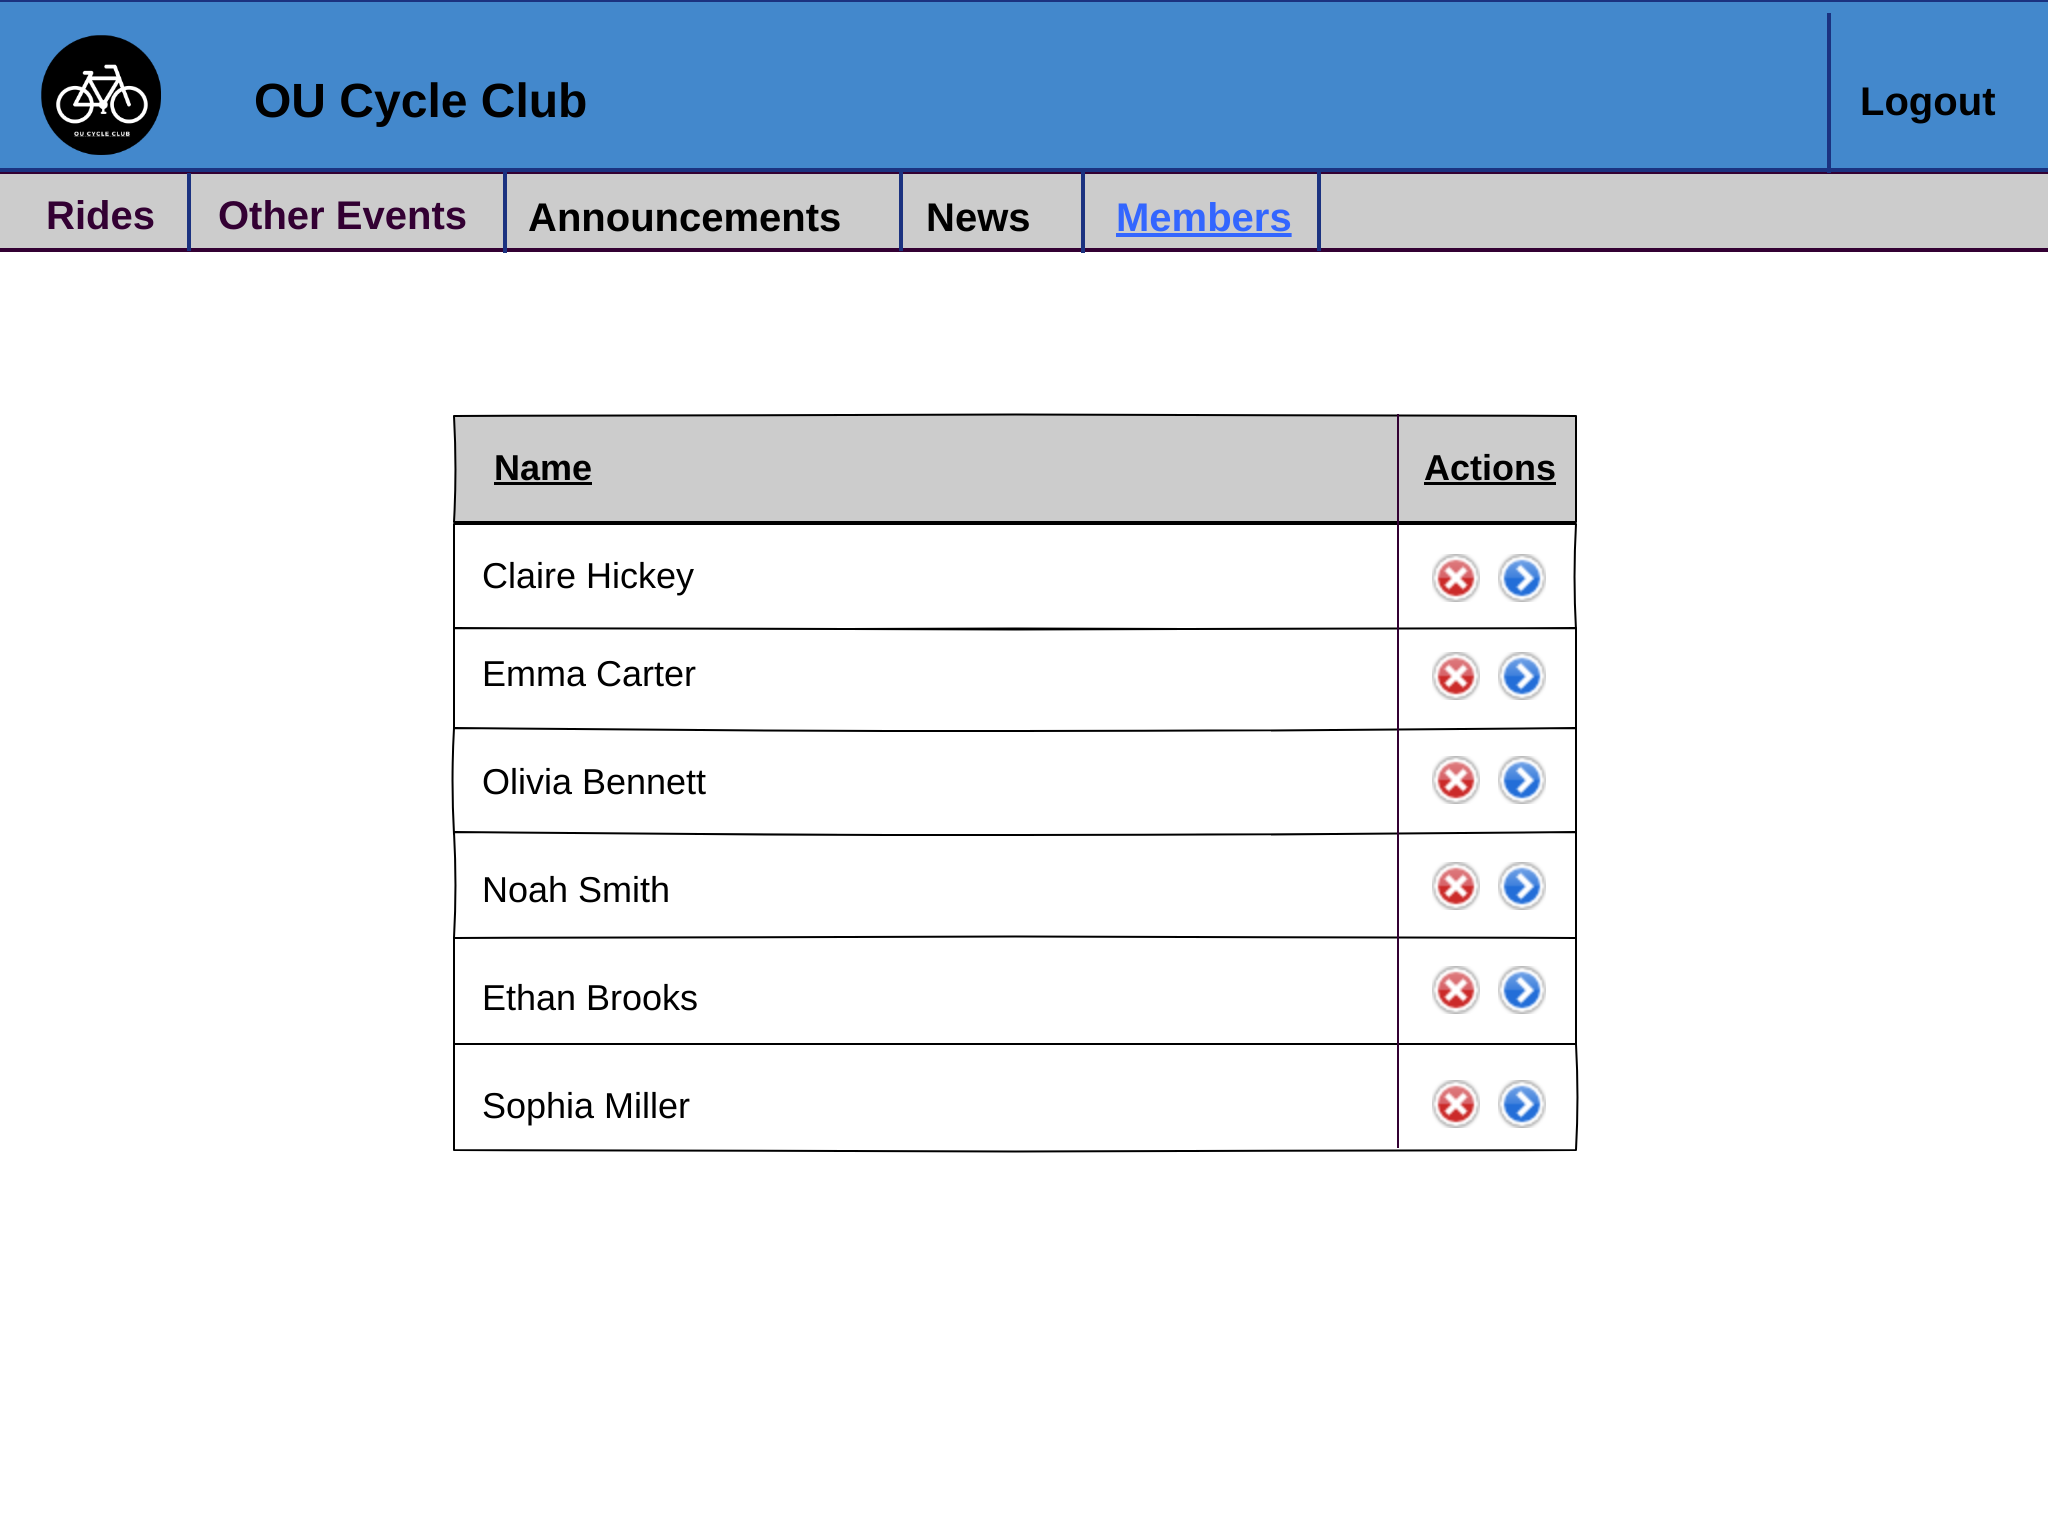 OU CYCLE CLUB
OU Cycle Club
Logout
Rides
Other Events
Announcements
News
Members
Name
Actions
Claire Hickey
Emma Carter
Olivia Bennett
Noah Smith
Ethan Brooks
Sophia Miller